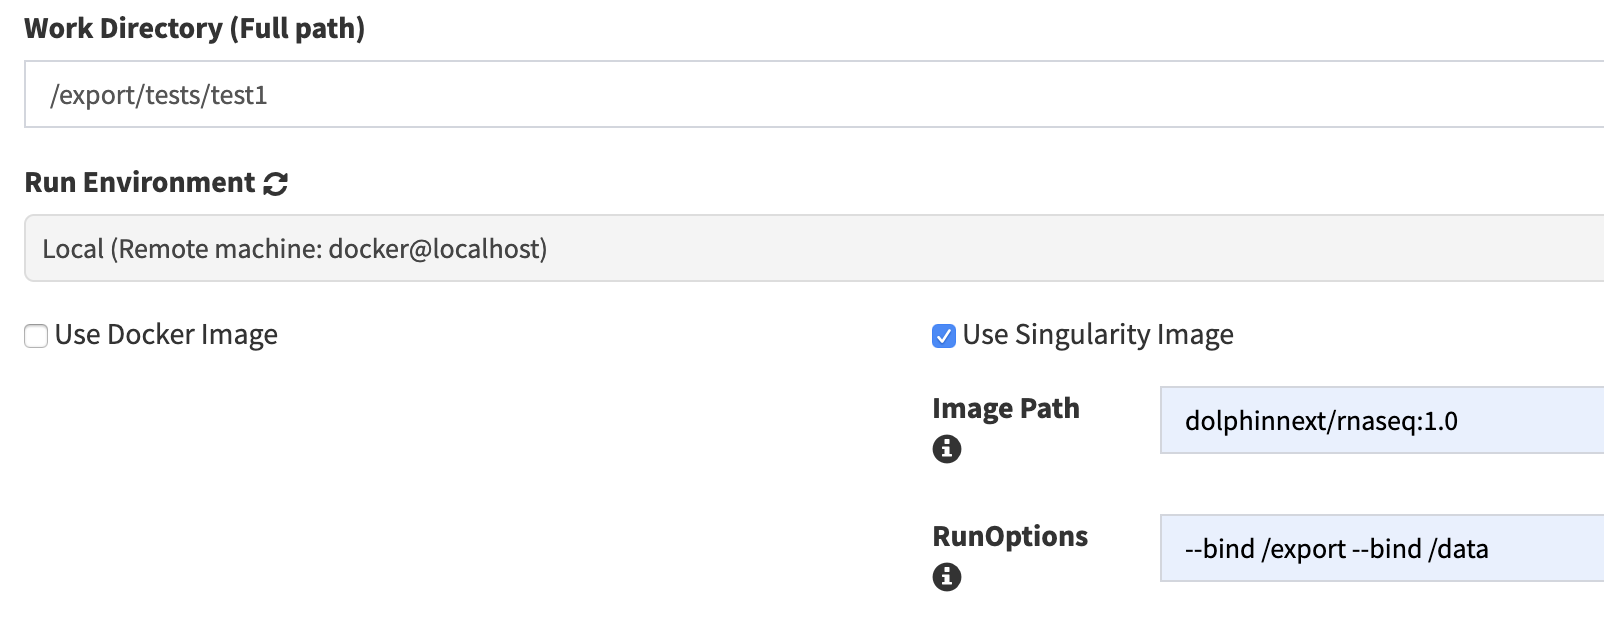 Work Directory (Full path)
/export/tests/test1
Run Environment
Local (Remote machine: docker@localhost)
Use Docker Image
Use Singularity Image
Image Path
dolphinnext/rnaseq:1.0
RunOptions
--bind /export --bind /data